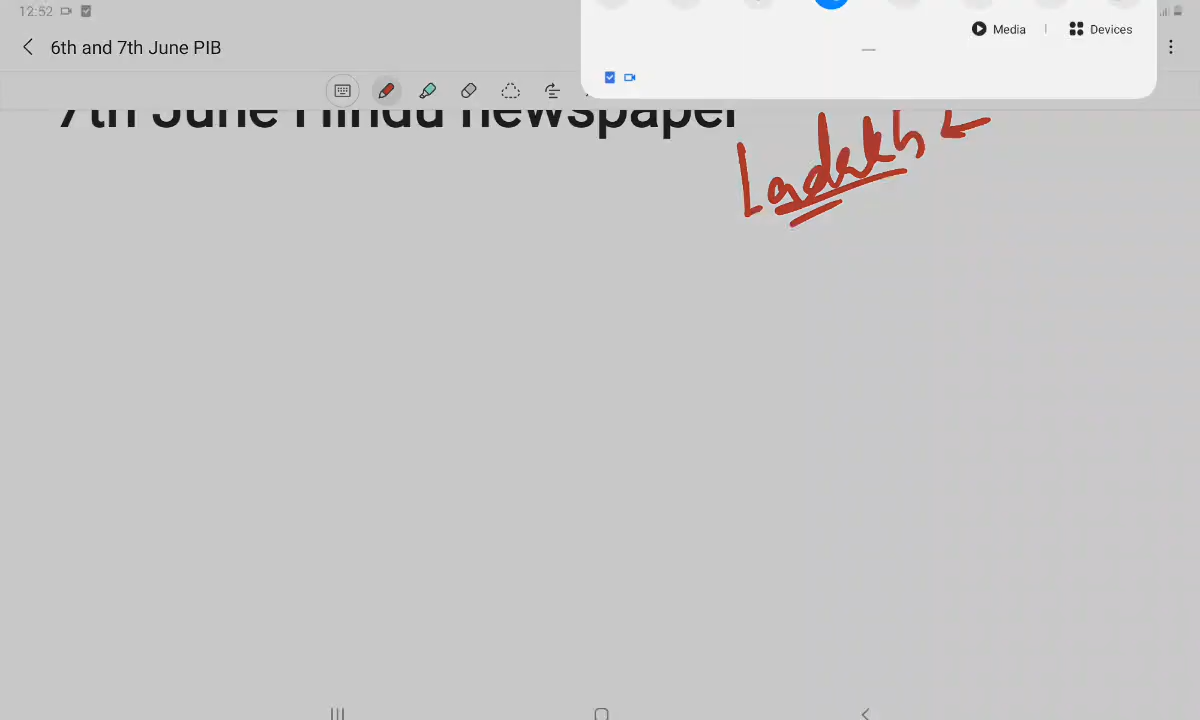 12:52
Media | Devices
6th and 7th June PIB
7th June Hindu newspaper
Ladakh